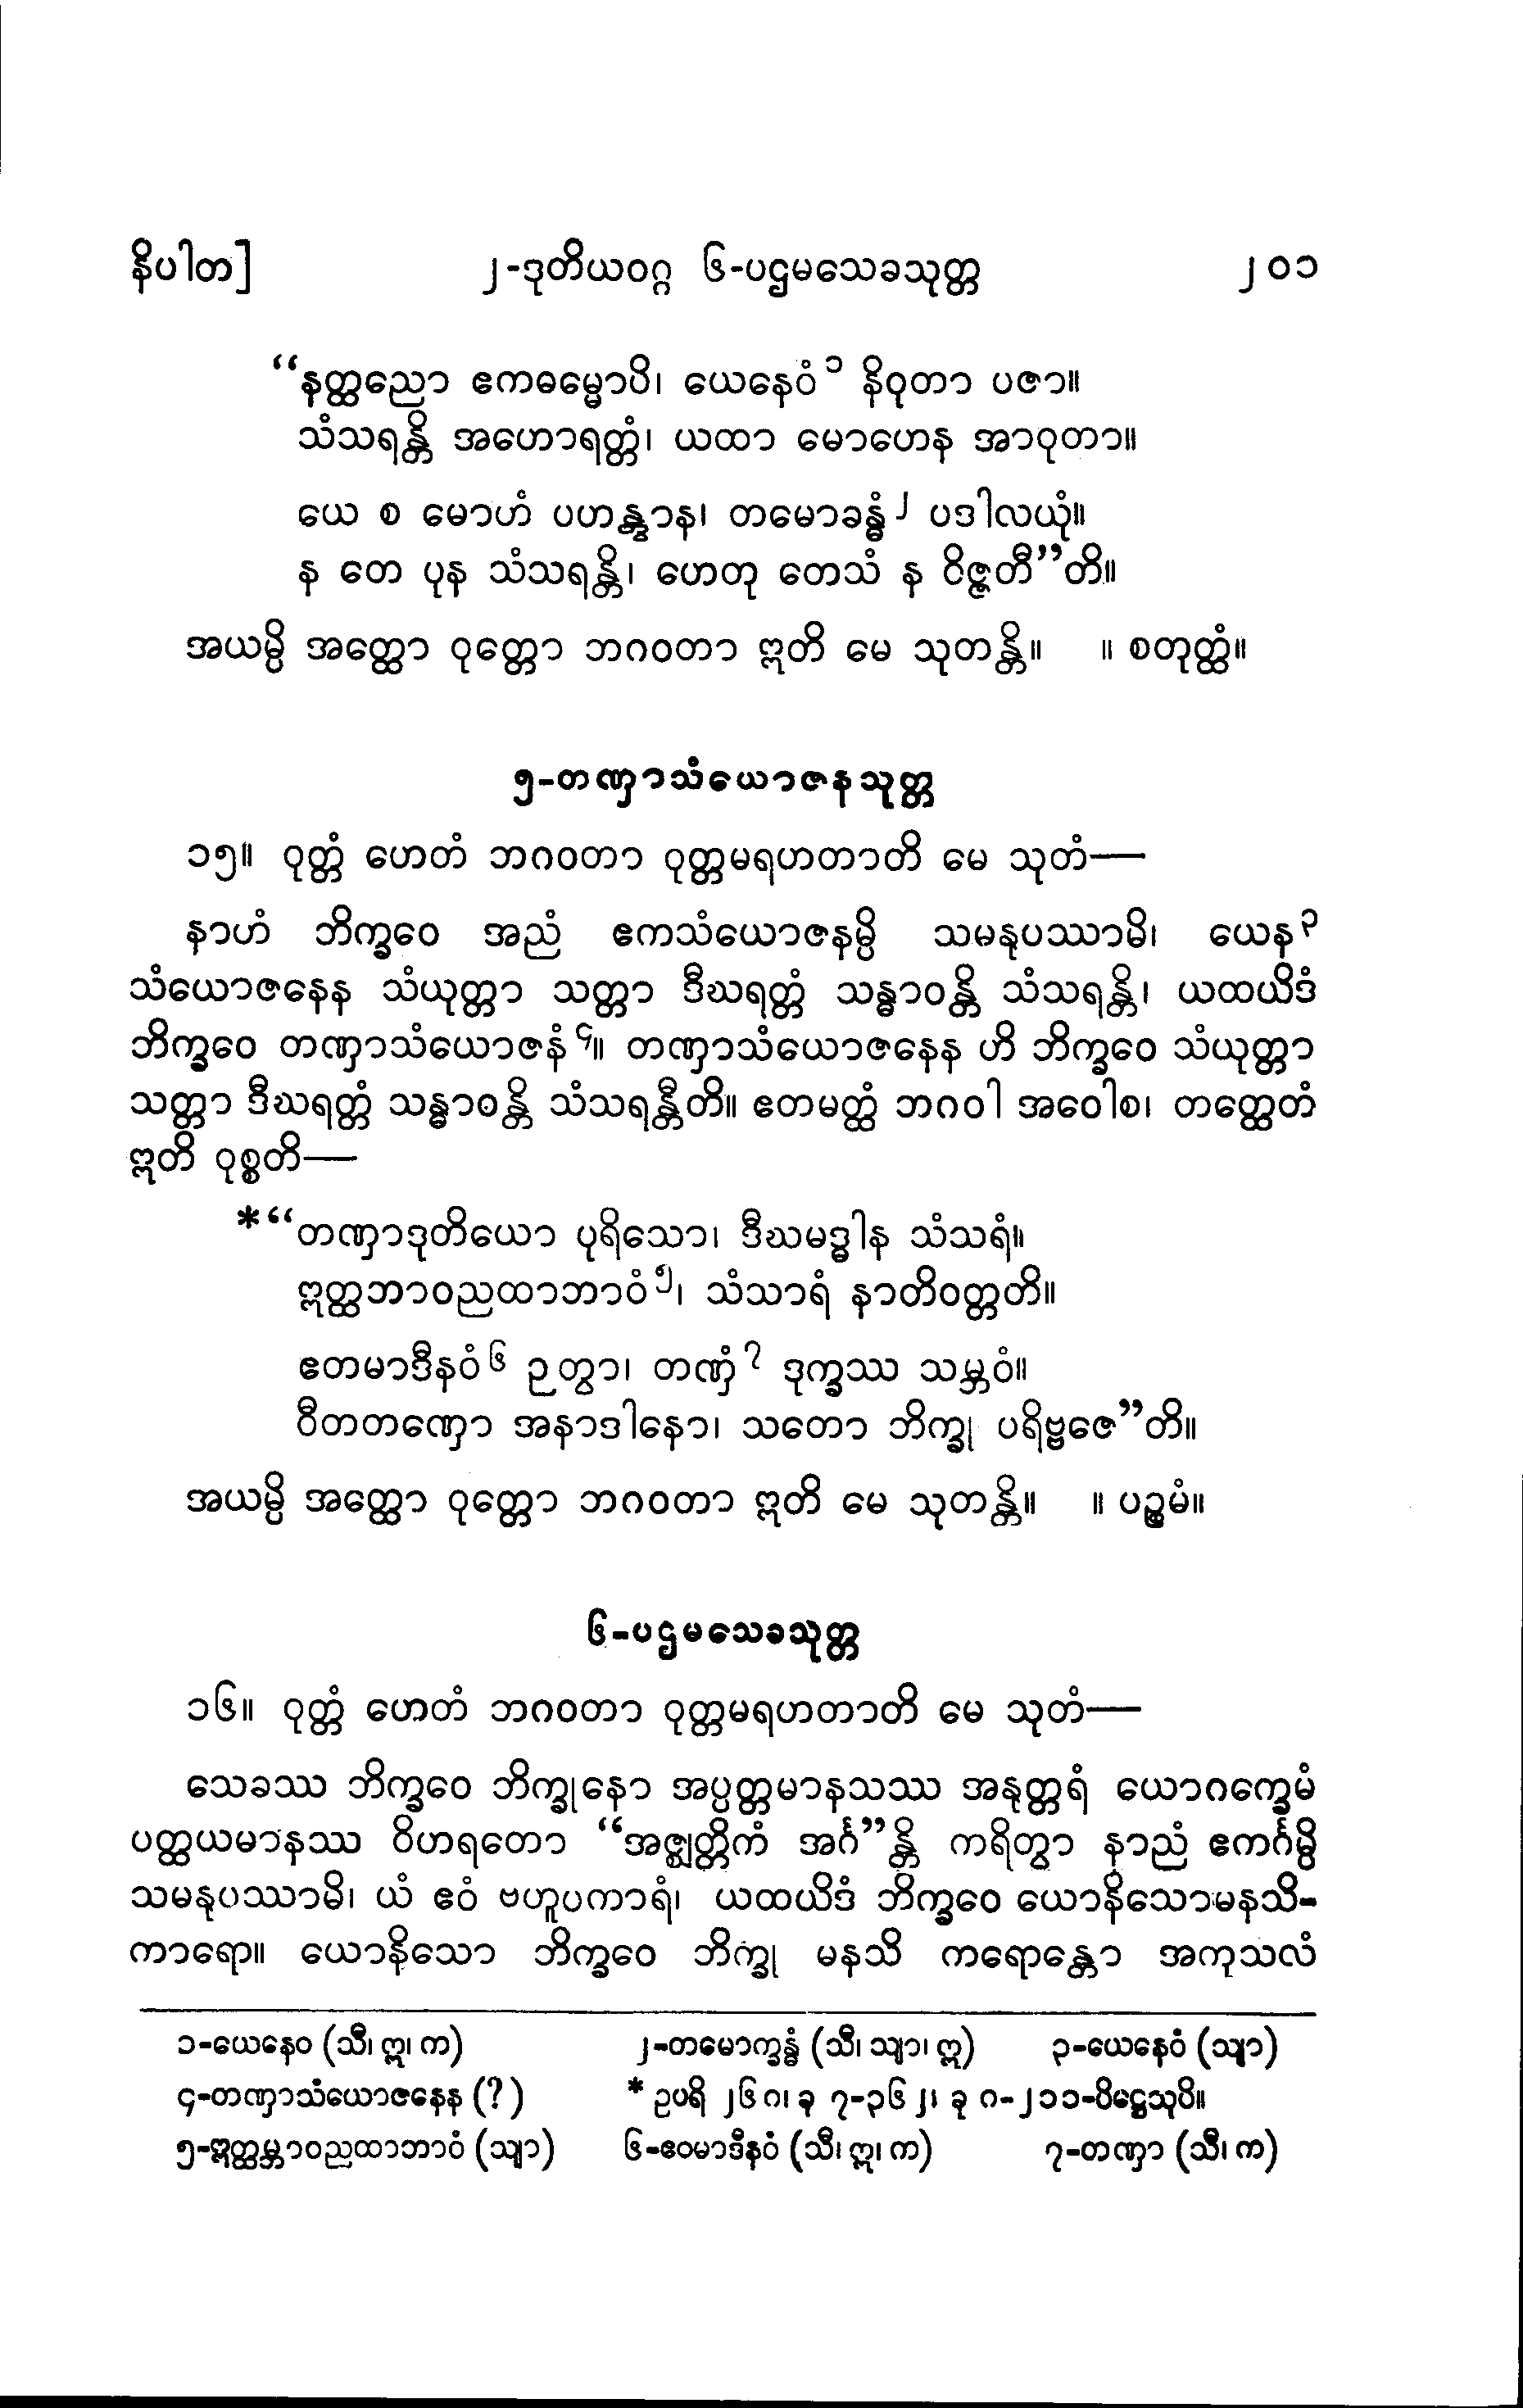 နိပါတ]	၂-ဒုတိယဝဂ္ဂ ၆-ပဌမသေခသုတ္တ	၂၀၁
“နတ္ထညော ဧကဓမ္မောပိ၊ ယေနေဝံ၁ နိဝုတာ ပဇာ။
သံသရန္တိ အဟောရတ္တံ၊ ယထာ မောဟေန အာဝုတာ။
ယေ စ မောဟံ ပဟန္တွာန၊ တမောခန္ဓံ၂ ပဒါလယုံ။
န တေ ပုန သံသရန္တိ၊ ဟေတု တေသံ န ဝိဇ္ဇတီ”တိ။
အယမ္ပိ အတ္ထော ဝုတ္တော ဘဂဝတာ ဣတိ မေ သုတန္တိ။ ။ စတုတ္ထံ။
၅-တဏှာသံယောဇနသုတ္တ
၁၅။ ဝုတ္တံ ဟေတံ ဘဂဝတာ ဝုတ္တမရဟတာတိ မေ သုတံ—
နာဟံ ဘိက္ခဝေ အညံ ဧကသံယောဇနမ္ပိ သမနုပဿာမိ၊ ယေန၃
သံယောဇနေန သံယုတ္တာ သတ္တာ ဒီဃရတ္တံ သန္ဓာဝန္တိ သံသရန္တိ၊ ယထယိဒံ
ဘိက္ခဝေ တဏှာသံယောဇနံ၄။ တဏှာသံယောဇနေန ဟိ ဘိက္ခဝေ သံယုတ္တာ
သတ္တာ ဒီဃရတ္တံ သန္ဓာဝန္တိ သံသရန္တီတိ။ ဧတမတ္ထံ ဘဂဝါ အဝေါစ၊ တတ္ထေတံ
ဣတိ ဝုစ္စတိ—
*“တဏှာဒုတိယော ပုရိသော၊ ဒီဃမဒ္ဓါန သံသရံ။
ဣတ္ထဘာဝညထာဘာဝံ၅၊ သံသာရံ နာတိဝတ္တတိ။
ဧတမာဒီနဝံ၆ ဉတွာ၊ တဏှံ၇ ဒုက္ခဿ သမ္ဘဝံ။
ဝီတတဏှော အနာဒါနော၊ သတော ဘိက္ခု ပရိဗ္ဗဇေ”တိ။
အယမ္ပိ အတ္ထော ဝုတ္တော ဘဂဝတာ ဣတိ မေ သုတန္တိ။ ။ ပဉ္စမံ။
၆-ပဌမသေခသုတ္တ
၁၆။ ဝုတ္တံ ဟေတံ ဘဂဝတာ ဝုတ္တမရဟတာတိ မေ သုတံ—
သေခဿ ဘိက္ခဝေ ဘိက္ခုနော အပ္ပတ္တမာနသဿ အနုတ္တရံ ယောဂက္ခေမံ
ပတ္ထယမာနဿ ဝိဟရတော “အဇ္ဈတ္တိကံ အင်္ဂ”န္တိ ကရိတွာ နာညံ ဧကင်္ဂမ္ပိ
သမနုပဿာမိ၊ ယံ ဧဝံ ဗဟူပကာရံ၊ ယထယိဒံ ဘိက္ခဝေ ယောနိသောမနသိ-
ကာရော။ ယောနိသော ဘိက္ခဝေ ဘိက္ခု မနသိ ကရောန္တော အကုသလံ
၁-ယေနေဝ (သီ၊ ဣ၊ က)	၂-တမောက္ခန္ဓံ (သီ၊ သျာ၊ ဣ)	၃-ယေနေဝံ (သျာ)
၄-တဏှာသံယောဇနေန (?)	* ဥပရိ ၂၆ဂ၊ ခု ၇-၃၆၂၊ ခု ဂ-၂၁၁-ပိဋ္ဌေသုပိ။
၅-ဣတ္ထမ္ဘာဝညထာဘာဝံ (သျာ)	၆-ဧဝမာဒီနဝံ (သီ၊ ဣ၊ က)	၇-တဏှာ (သီ၊ က)